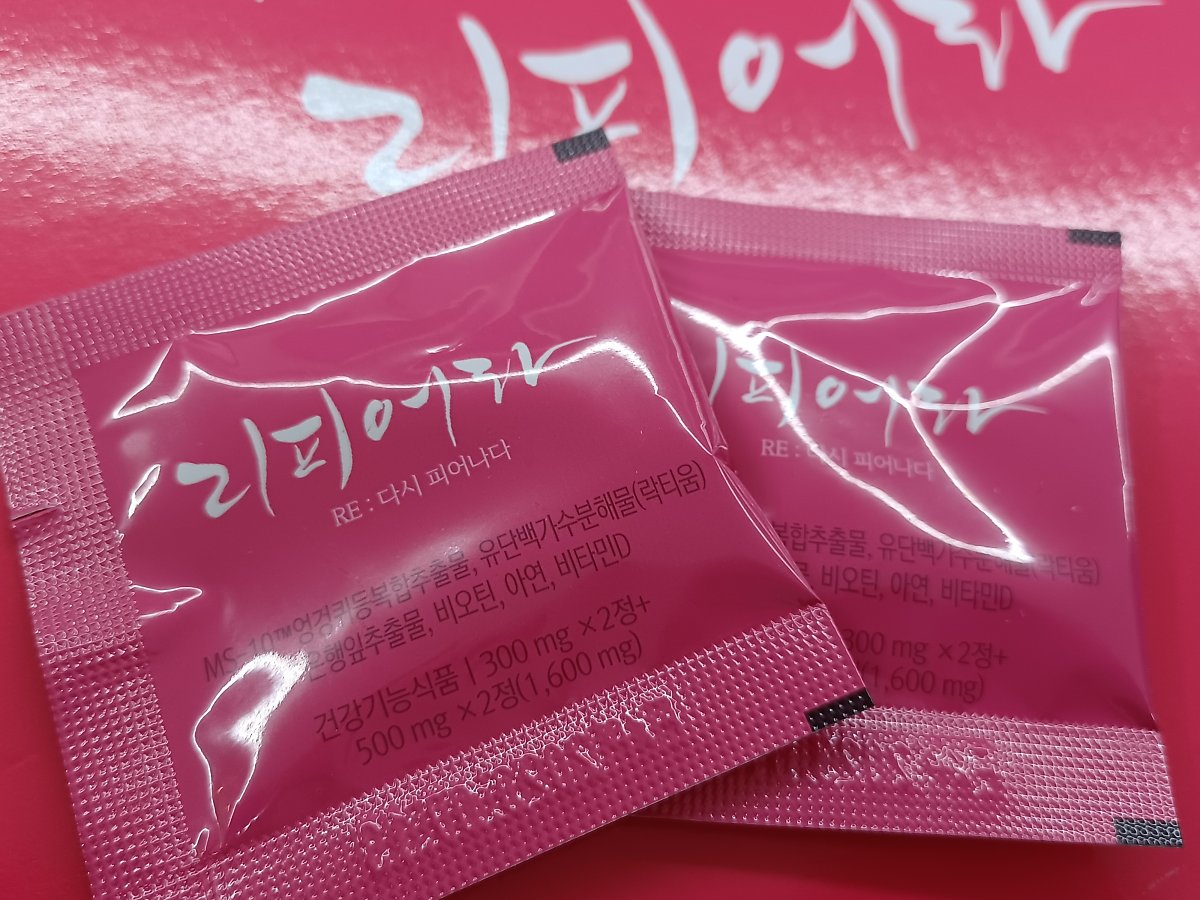 리피어라
리피어라
RE : 다시 피어나다
MS-10™엉겅퀴등복합추출물, 유단백가수분해물(락티움)
은행잎추출물, 비오틴, 아연, 비타민D
건강기능식품 | 300 mg ×2정+
500 mg ×2정(1,600 mg)
리피어라
RE : 다시 피어나다
복합추출물, 유단백가수분해물(락티움)
물, 비오틴, 아연, 비타민D
300 mg ×2정+
(1,600 mg)